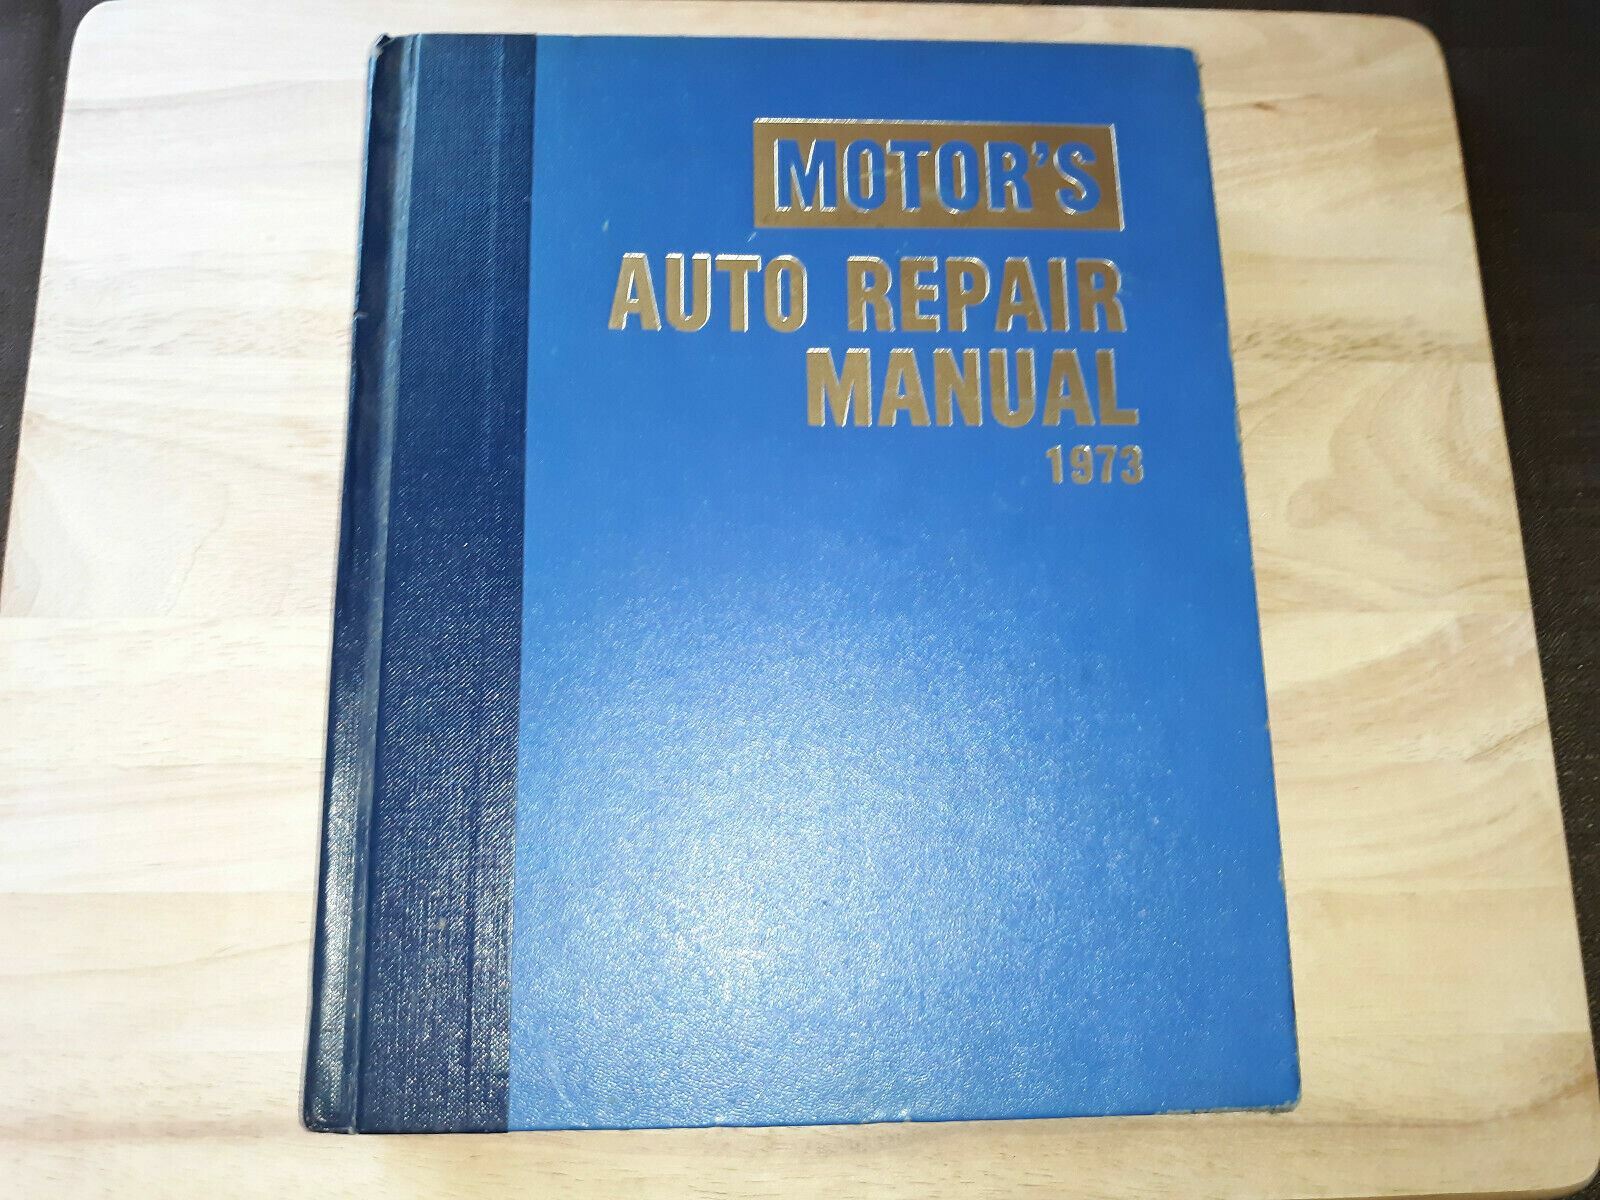 MOTOR'S
AUTO REPAIR
MANUAL
1973